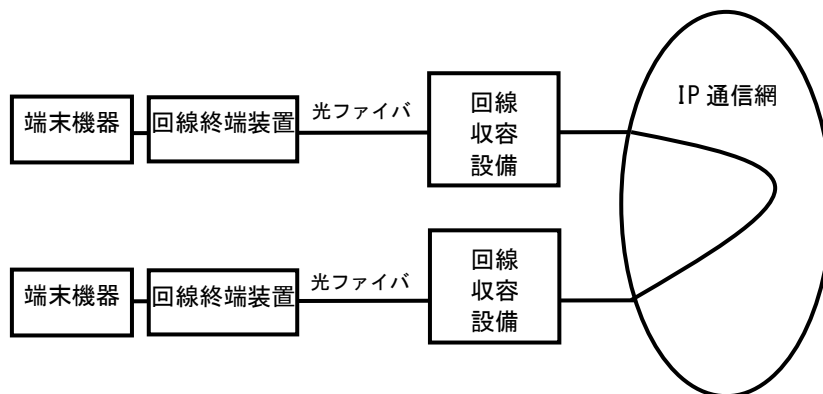 端末機器
回線終端装置
光ファイバ
回線
収容
設備
IP 通信網
端末機器
回線終端装置
光ファイバ
回線
収容
設備